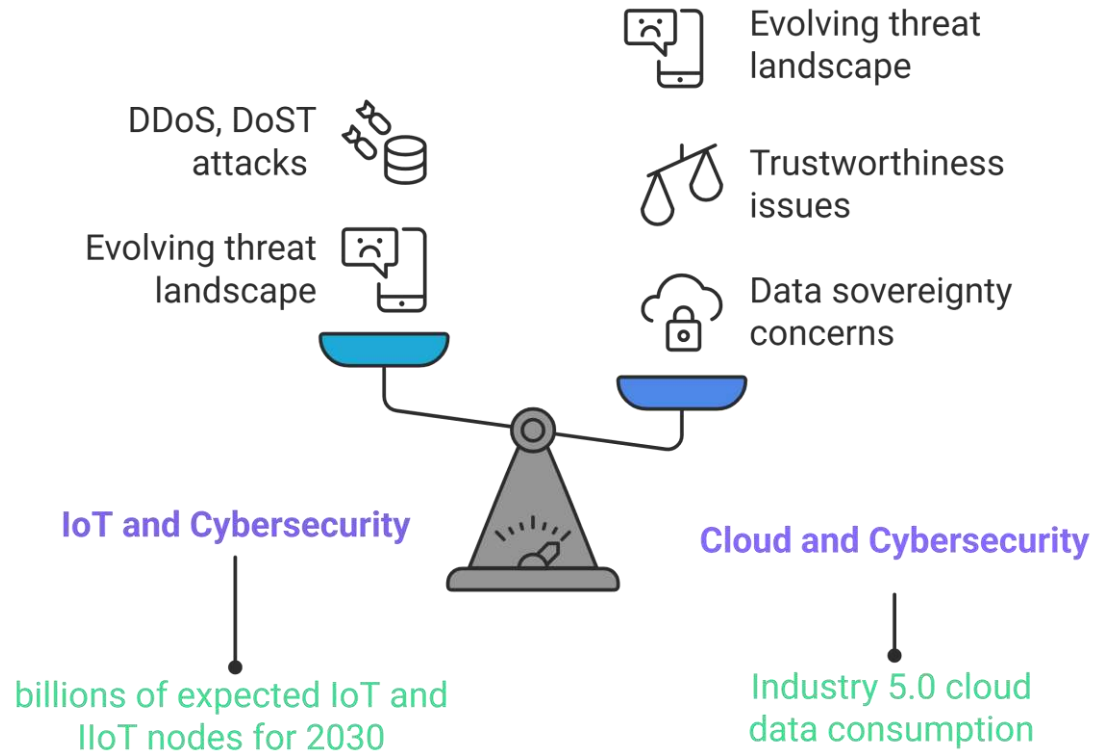 DDoS, DoST
attacks
Evolving threat
landscape
Evolving threat
landscape
Trustworthiness
issues
Data sovereignty
concerns
IoT and Cybersecurity
billions of expected IoT and
IIoT nodes for 2030
Cloud and Cybersecurity
Industry 5.0 cloud
data consumption